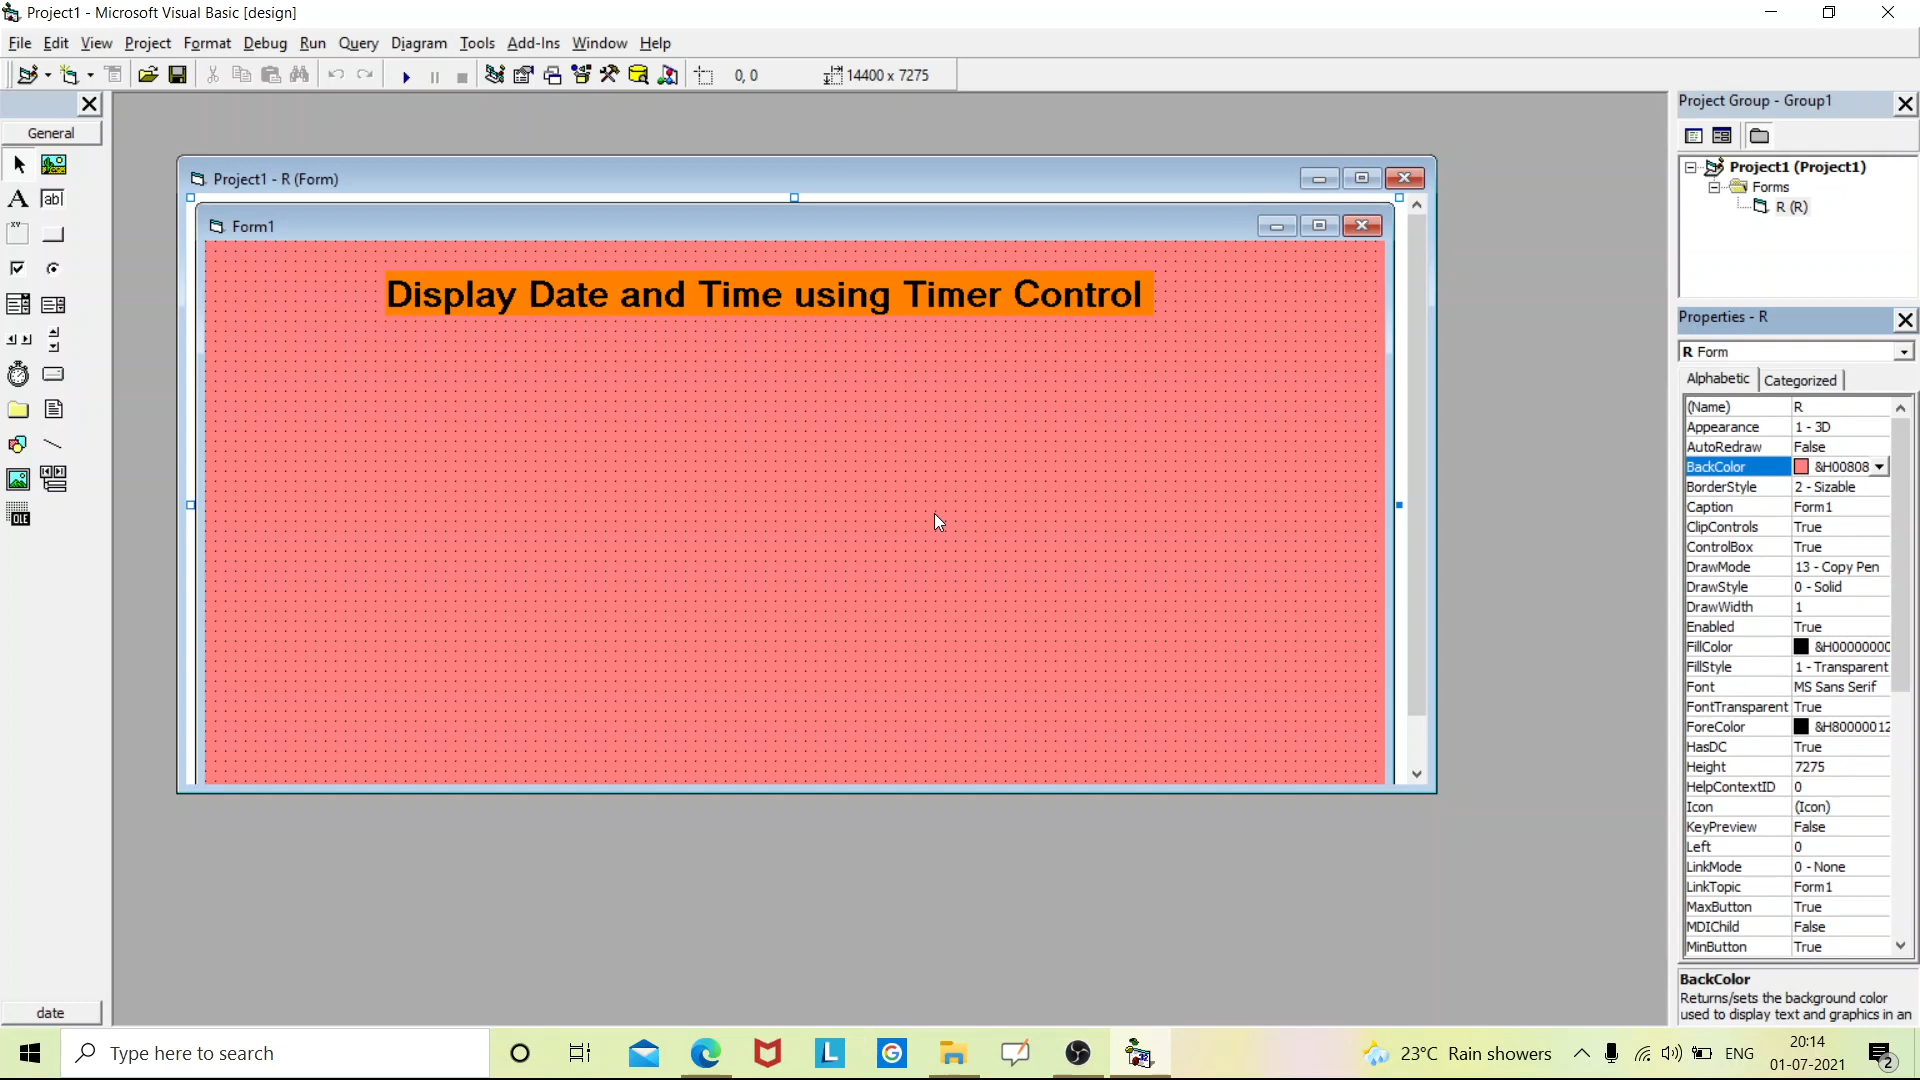 Project1 - Microsoft Visual Basic [design]
File Edit View Project Format Debug Run Query Diagram Tools Add-Ins Window Help
0, 0 14400 x 7275
General
A ab|
xv
OLE
date
Project1 - R (Form)
Form1
Display Date and Time using Timer Control
Project Group - Group1
Project1 (Project1)
Forms
R (R)
Properties - R
R Form
Alphabetic Categorized
(Name) R
Appearance 1 - 3D
AutoRedraw False
BackColor &H00808
BorderStyle 2 - Sizable
Caption Form1
ClipControls True
ControlBox True
DrawMode 13 - Copy Pen
DrawStyle 0 - Solid
DrawWidth 1
Enabled True
FillColor &H0000000C
FillStyle 1 - Transparent
Font MS Sans Serif
FontTransparent True
ForeColor &H80000012
HasDC True
Height 7275
HelpContextID 0
Icon (Icon)
KeyPreview False
Left 0
LinkMode 0 - None
LinkTopic Form1
MaxButton True
MDIChild False
MinButton True
BackColor
Returns/sets the background color
used to display text and graphics in an
Type here to search
L G
23°C Rain showers
ENG
20:14
01-07-2021
2